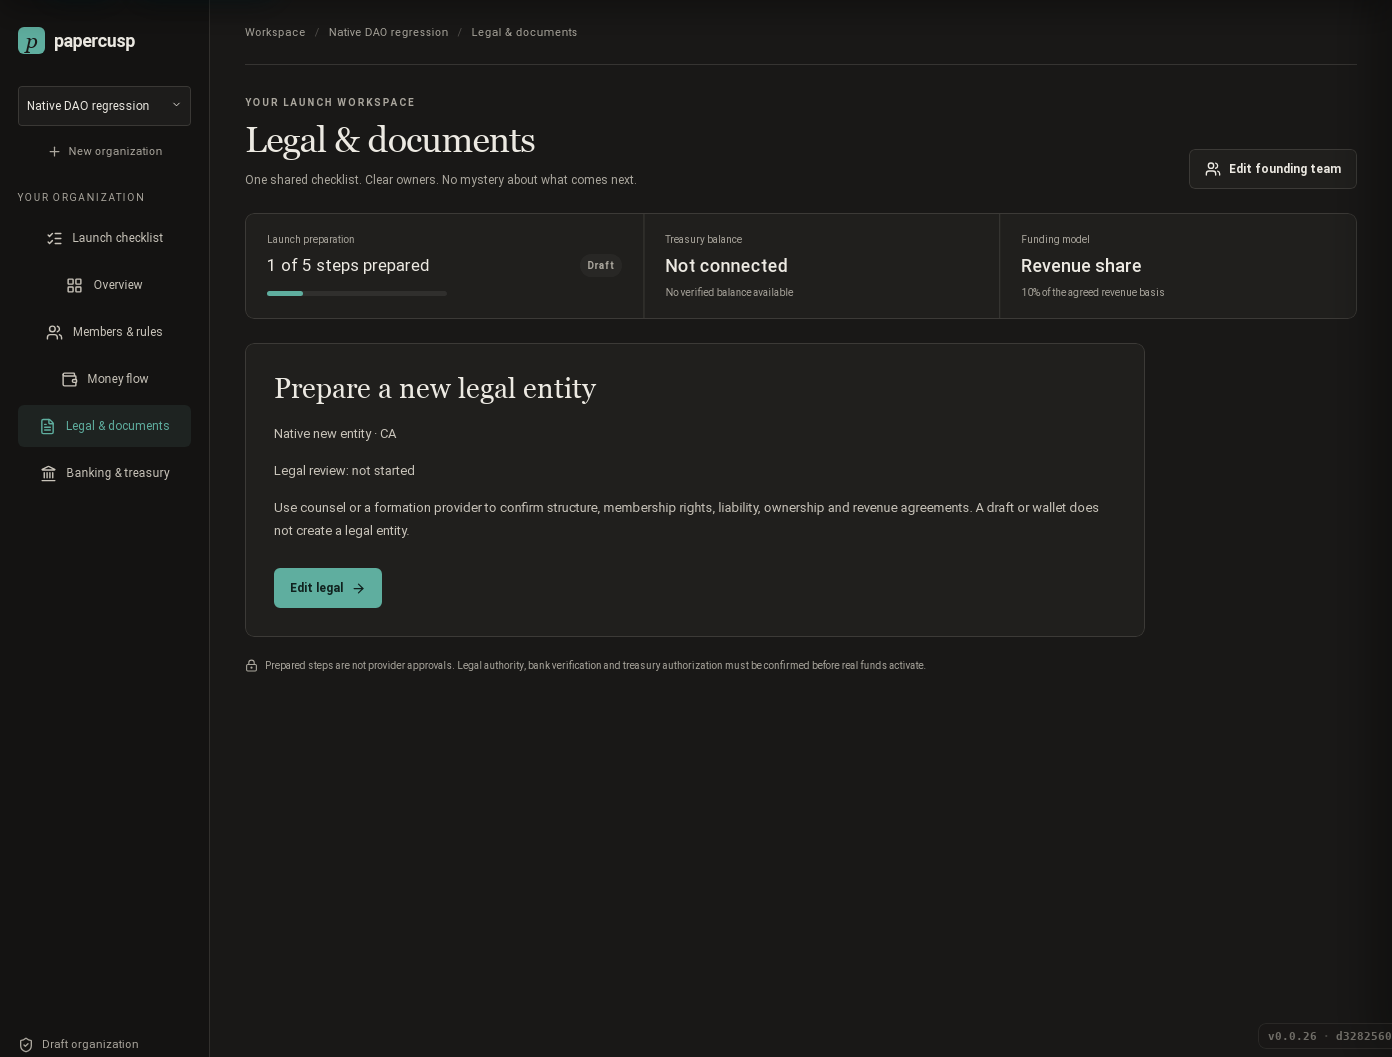 p papercusp
Native DAO regression
New organization
YOUR ORGANIZATION
Launch checklist
Overview
Members & rules
Money flow
Legal & documents
Banking & treasury
Draft organization
Workspace / Native DAO regression / Legal & documents
YOUR LAUNCH WORKSPACE
Legal & documents
One shared checklist. Clear owners. No mystery about what comes next.
Edit founding team
Launch preparation
1 of 5 steps prepared
Draft
Treasury balance
Not connected
No verified balance available
Funding model
Revenue share
10% of the agreed revenue basis
Prepare a new legal entity
Native new entity · CA
Legal review: not started
Use counsel or a formation provider to confirm structure, membership rights, liability, ownership and revenue agreements. A draft or wallet does
not create a legal entity.
Edit legal
Prepared steps are not provider approvals. Legal authority, bank verification and treasury authorization must be confirmed before real funds activate.
v0.0.26 · d3282560